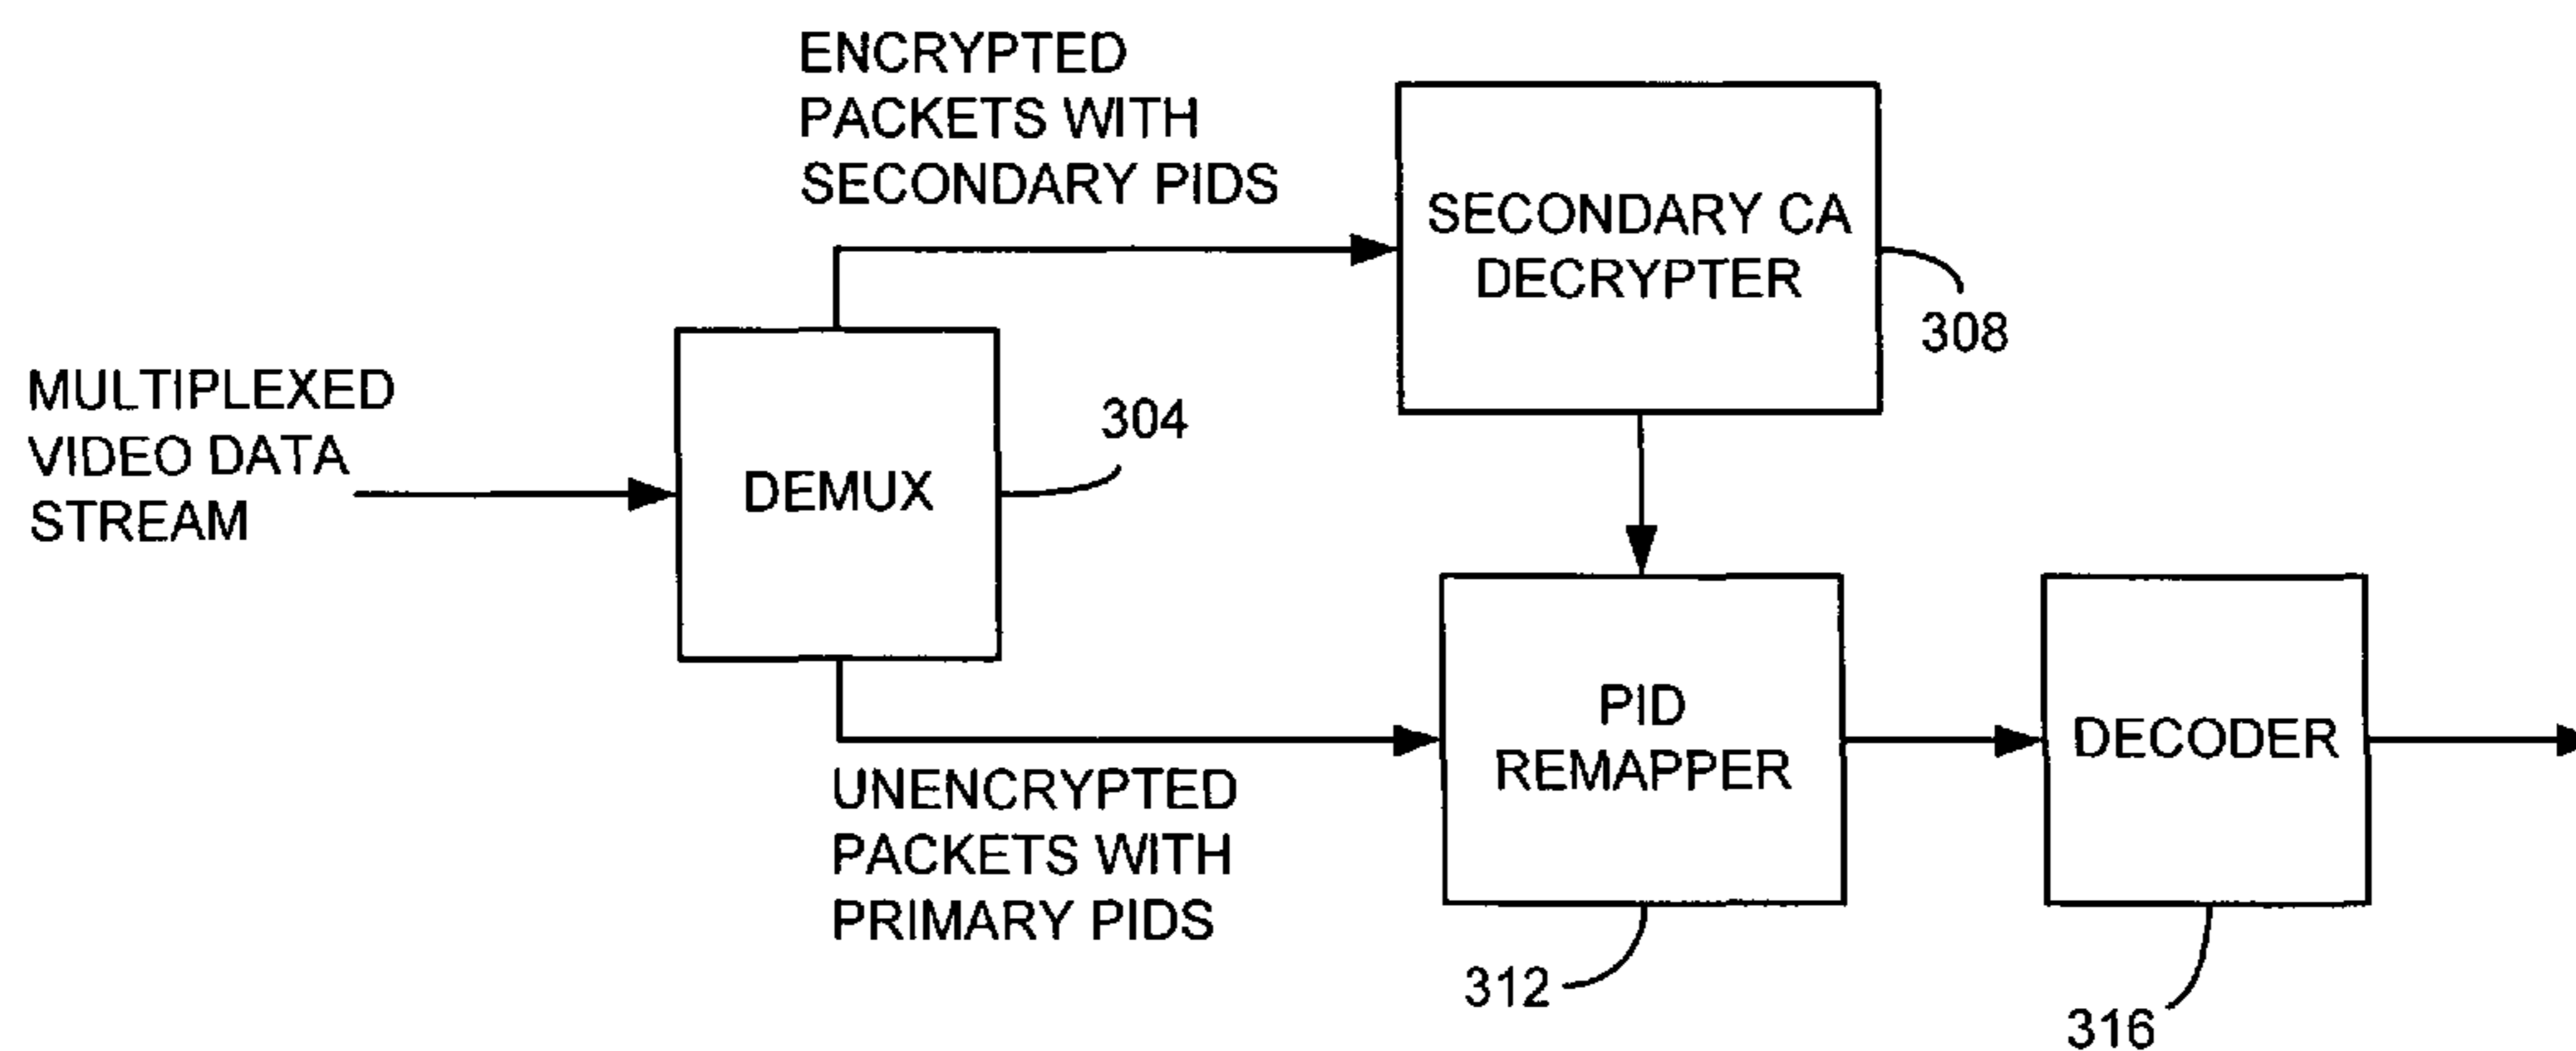 ENCRYPTED
PACKETS WITH
SECONDARY PIDS
SECONDARY CA
DECRYPTER
308
MULTIPLEXED
VIDEO DATA
STREAM
304
DEMUX
UNENCRYPTED
PACKETS WITH
PRIMARY PIDS
PID
REMAPPER
312
DECODER
316